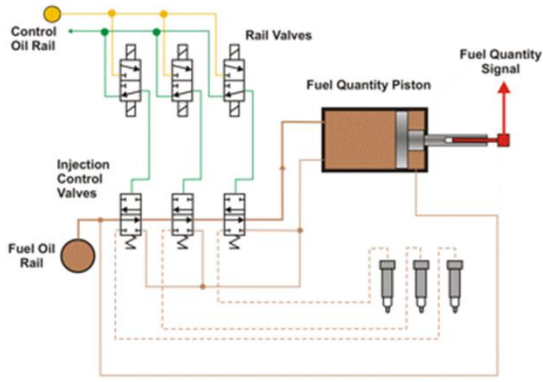 Control
Oil Rail
Rail Valves
Fuel Quantity
Signal
Fuel Quantity Piston
Injection
Control
Valves
Fuel Oil
Rail